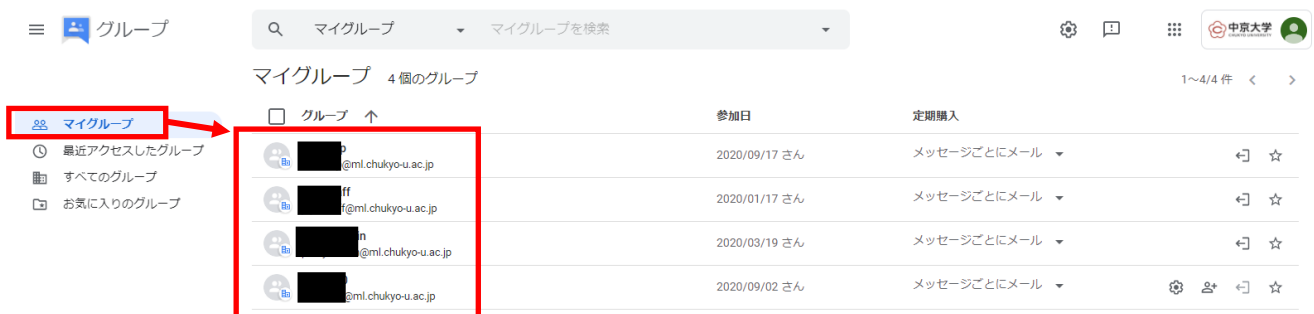 グループ
マイグループ マイグループを検索
中京大学
CHUKYO UNIVERSITY
マイグループ 4 個のグループ
1～4/4 件
マイグループ
最近アクセスしたグループ
すべてのグループ
お気に入りのグループ
グループ 参加日 定期購入
@ml.chukyo-u.ac.jp 2020/09/17 さん メッセージごとにメール
ff
f@ml.chukyo-u.ac.jp 2020/01/17 さん メッセージごとにメール
in
@ml.chukyo-u.ac.jp 2020/03/19 さん メッセージごとにメール
@ml.chukyo-u.ac.jp 2020/09/02 さん メッセージごとにメール